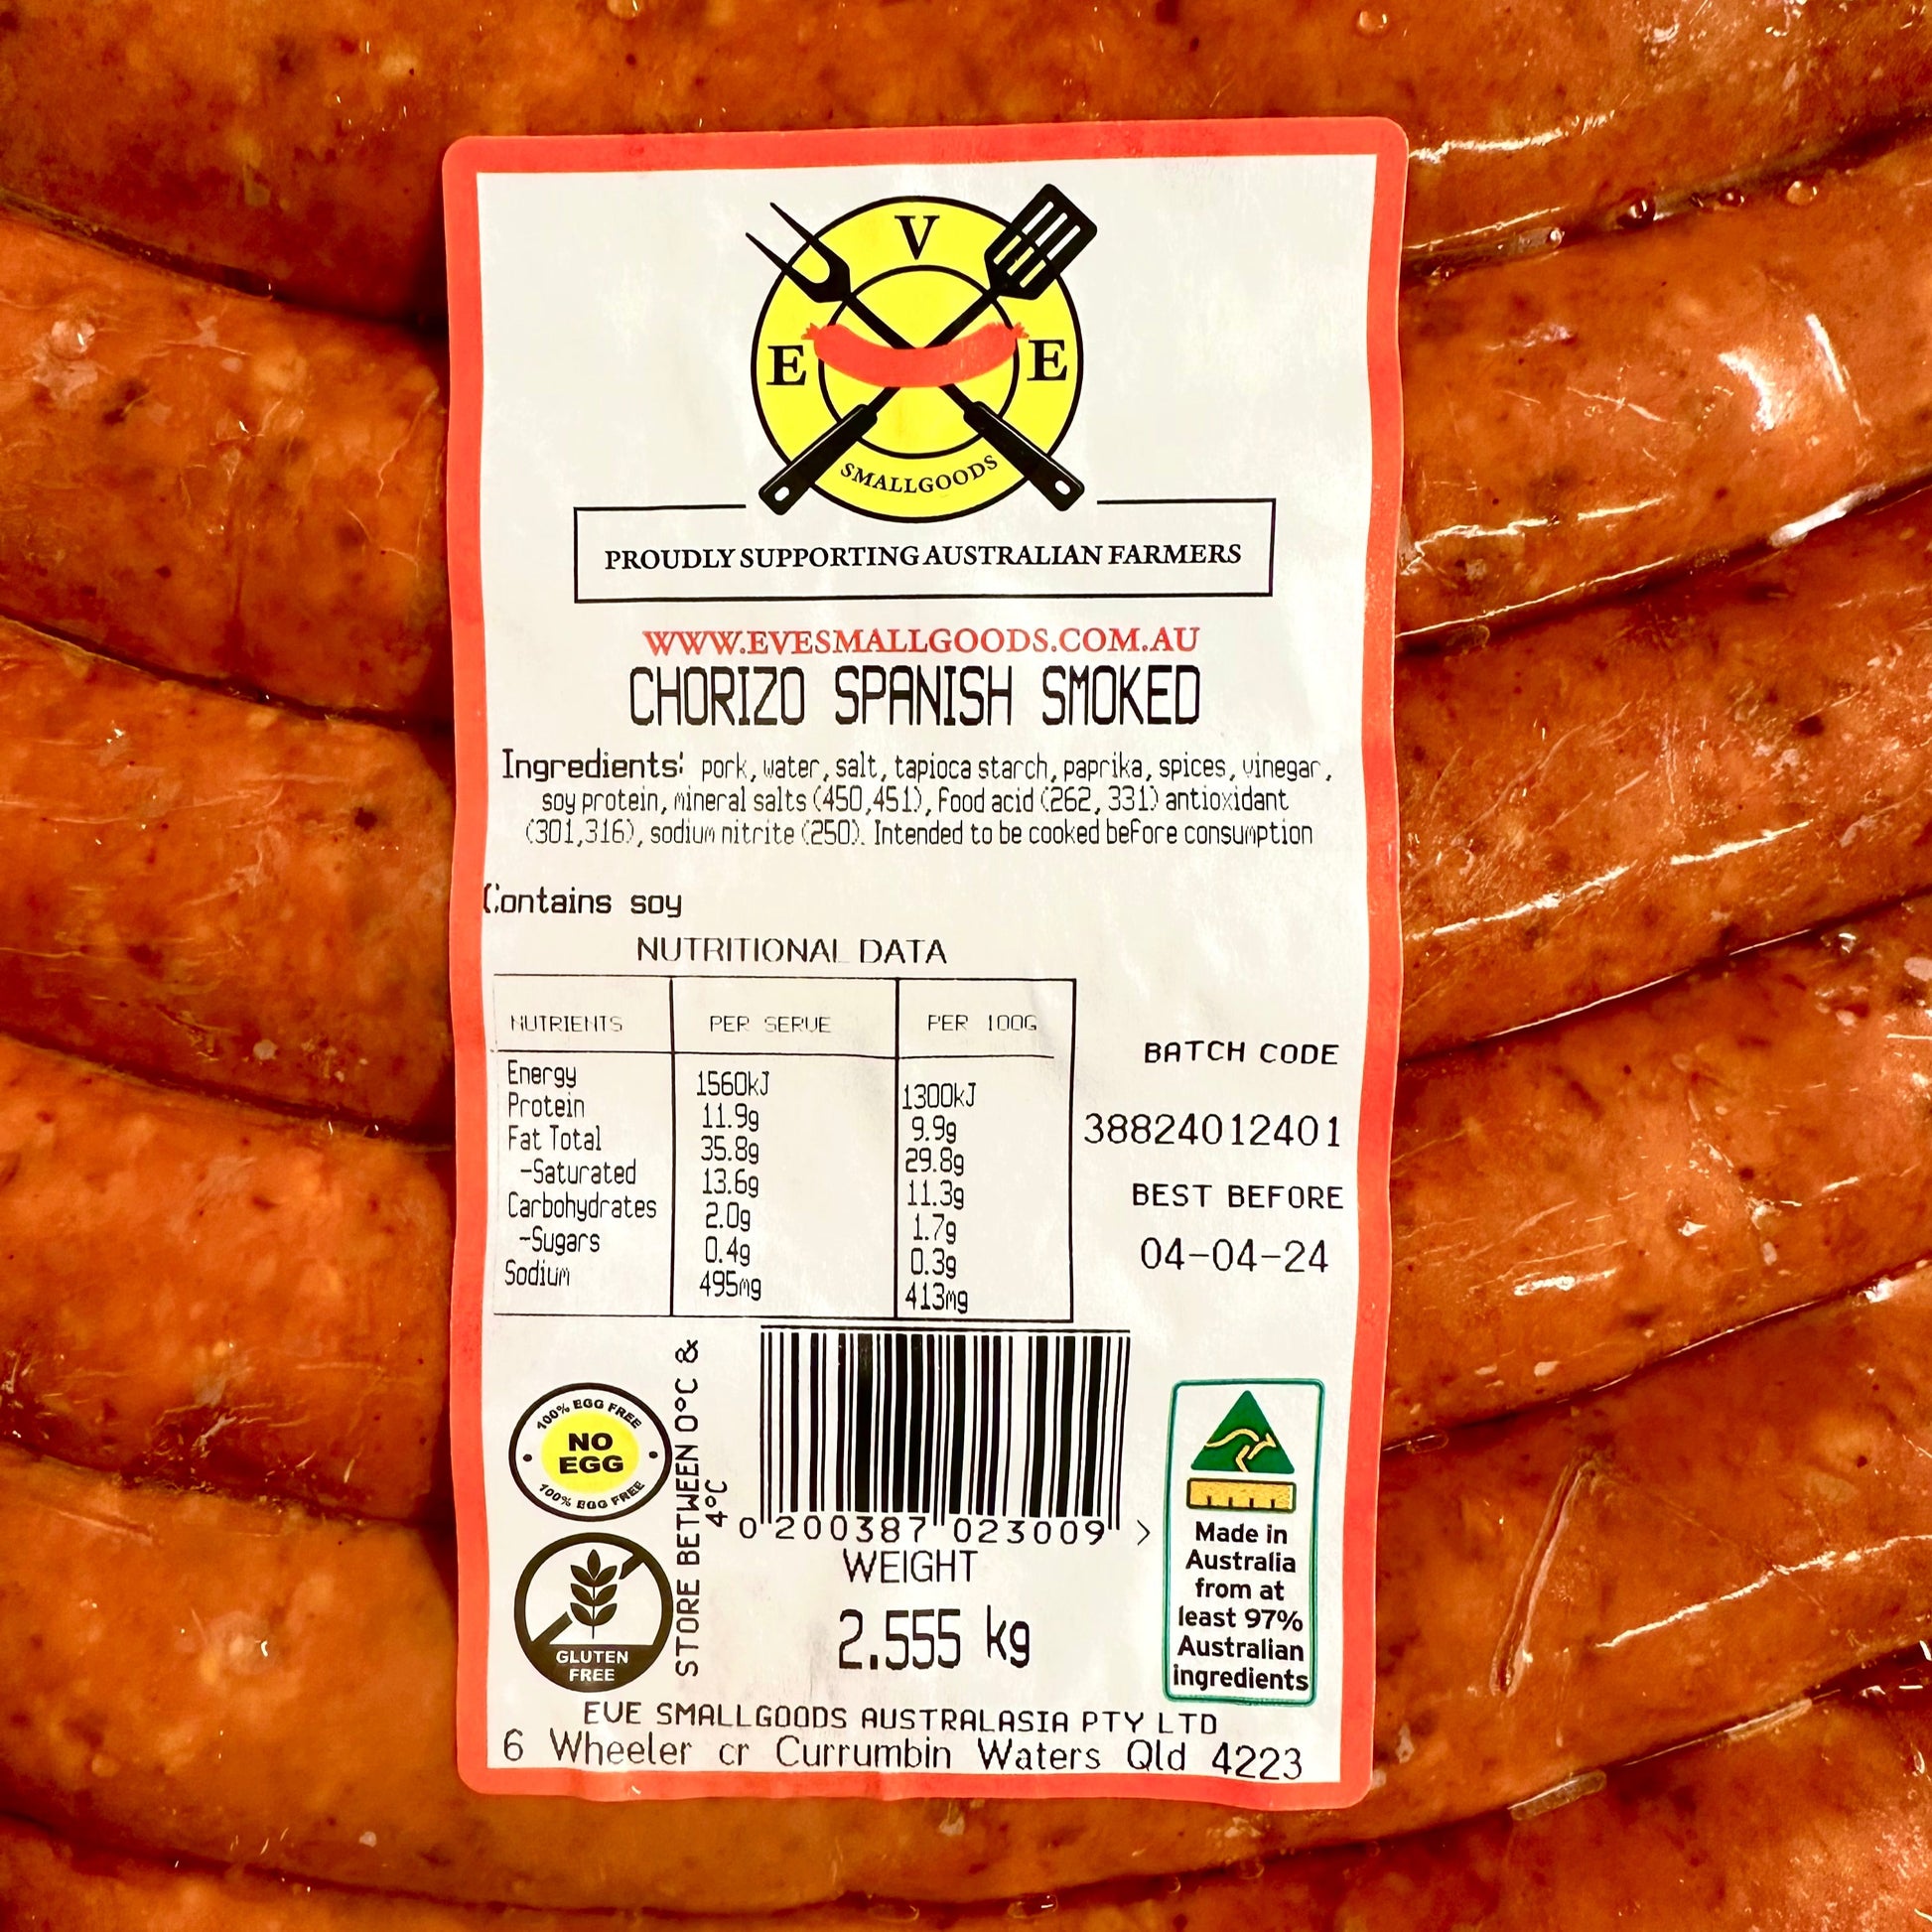 V
E E
SMALLGOODS
PROUDLY SUPPORTING AUSTRALIAN FARMERS
WWW.EVESMALLGOODS.COM.AU
CHORIZO SPANISH SMOKED
Ingredients: pork, water, salt, tapioca starch, paprika, spices, vinegar,
soy protein, mineral salts (450,451), Food acid (262, 331) antioxidant
(301,316), sodium nitrite (250). Intended to be cooked before consumption
Contains soy
NUTRITIONAL DATA
NUTRIENTS PER SERVE PER 100G
Energy 1560kJ 1300kJ
Protein 11.9g 9.9g
Fat Total 35.8g 29.8g
-Saturated 13.6g 11.3g
Carbohydrates 2.0g 1.7g
-Sugars 0.4g 0.3g
Sodium 495mg 413mg
BATCH CODE
38824012401
BEST BEFORE
04-04-24
100% EGG FREE
NO
EGG
100% EGG FREE
GLUTEN
FREE
STORE BETWEEN 0°C &
4°C
0 200387 023009 >
WEIGHT
2.555 kg
Made in
Australia
from at
least 97%
Australian
ingredients
EVE SMALLGOODS AUSTRALASIA PTY LTD
6 Wheeler cr Currumbin Waters Qld 4223